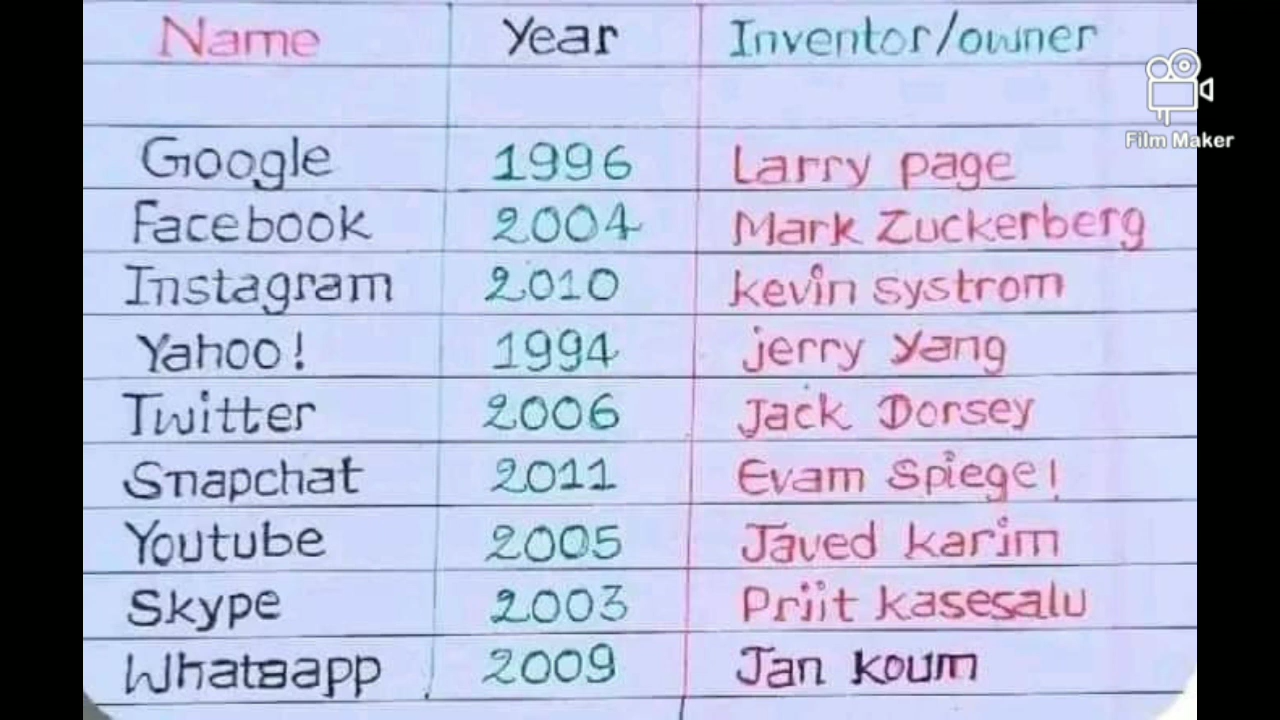 Name Year Inventor/owner
Google 1996 Larry page
Facebook 2004 Mark Zuckerberg
Instagram 2010 kevin systrom
Yahoo! 1994 jerry Yang
Twitter 2006 Jack Dorsey
Snapchat 2011 Evam Spiege!
Youtube 2005 Javed karim
Skype 2003 Priit kasesalu
Whatsapp 2009 Jan koum
Film Maker